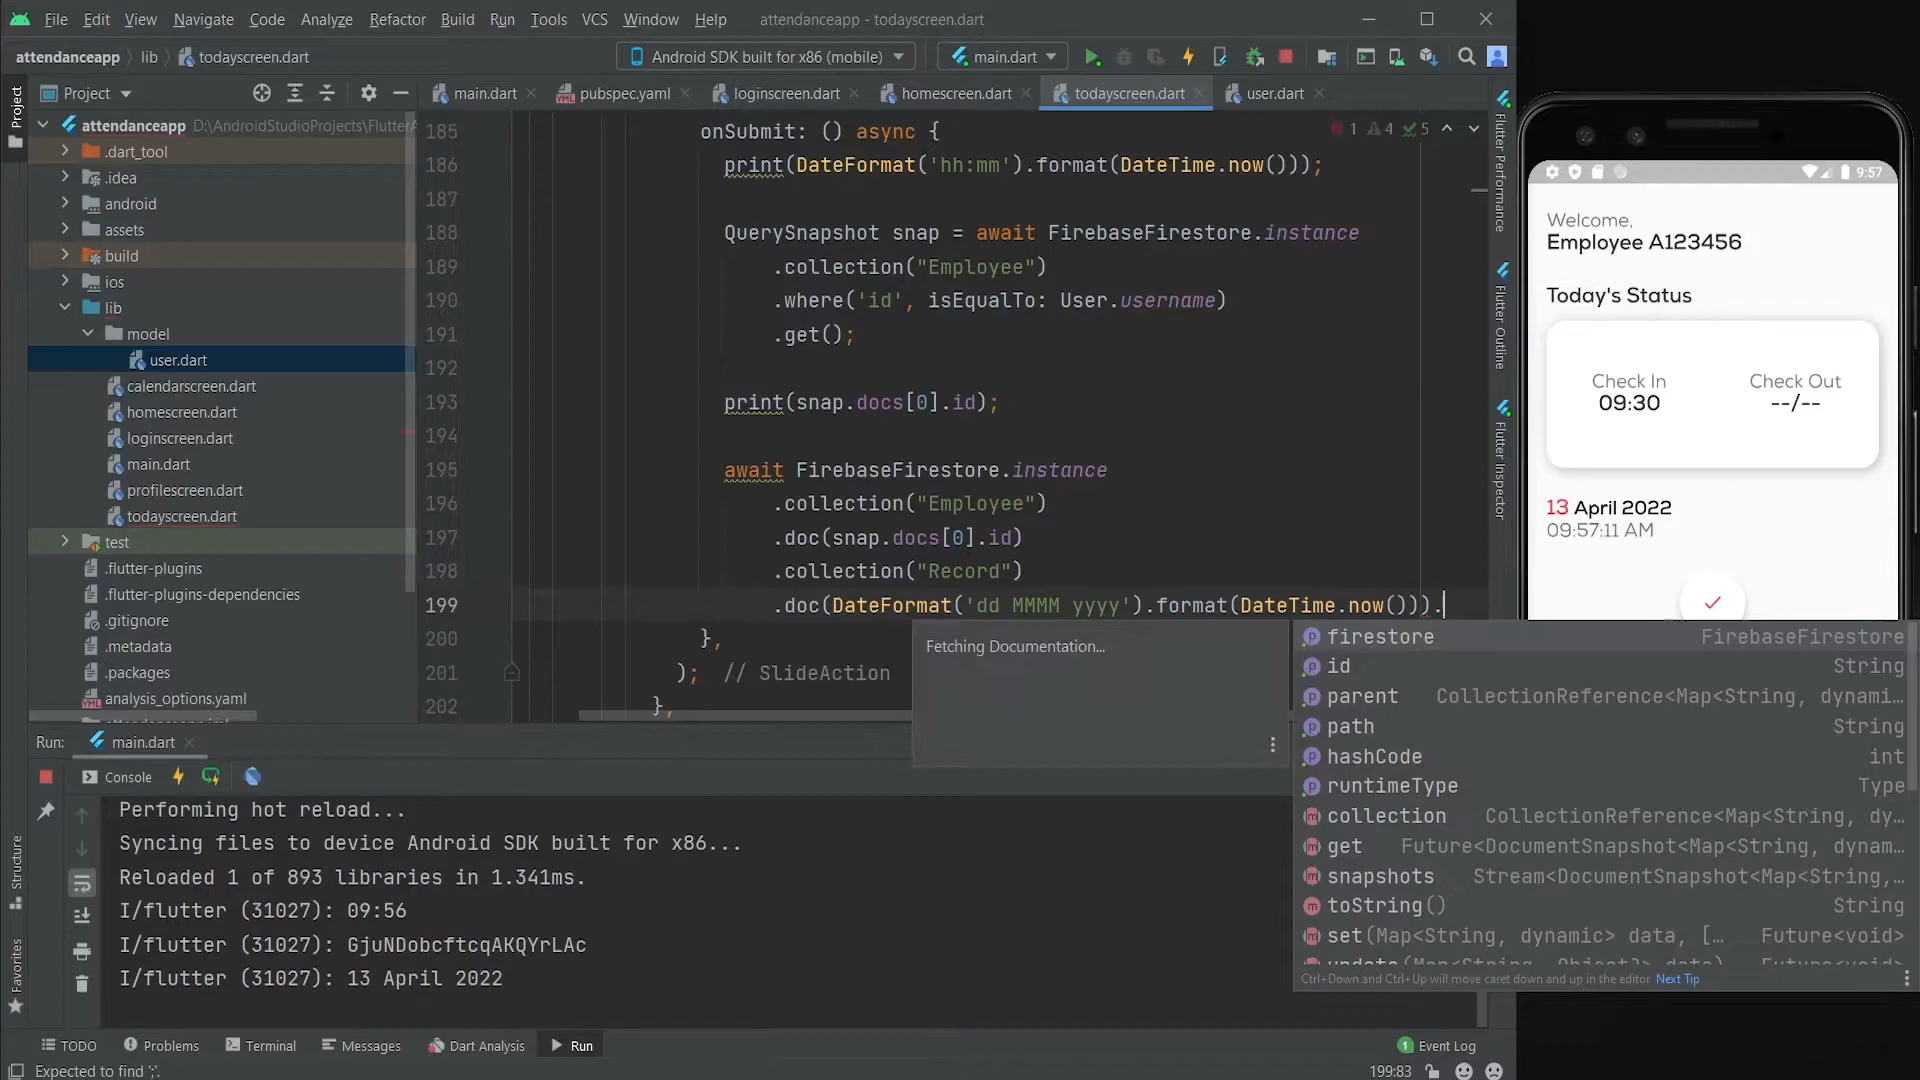 File Edit View Navigate Code Analyze Refactor Build Run Tools VCS Window Help attendanceapp - todayscreen.dart
attendanceapp lib todayscreen.dart Android SDK built for x86 (mobile) main.dart
Project main.dart pubspec.yaml loginscreen.dart homescreen.dart todayscreen.dart user.dart
Project
attendanceapp D:\AndroidStudioProjects\FlutterA
.dart_tool
.idea
android
assets
build
ios
lib
model
user.dart
calendarscreen.dart
homescreen.dart
loginscreen.dart
main.dart
profilescreen.dart
todayscreen.dart
test
.flutter-plugins
.flutter-plugins-dependencies
.gitignore
.metadata
.packages
analysis_options.yaml
1 4 5
185 onSubmit: () async {
186 print(DateFormat('hh:mm').format(DateTime.now()));
187
188 QuerySnapshot snap = await FirebaseFirestore.instance
189 .collection("Employee")
190 .where('id', isEqualTo: User.username)
191 .get();
192
193 print(snap.docs[0].id);
194
195 await FirebaseFirestore.instance
196 .collection("Employee")
197 .doc(snap.docs[0].id)
198 .collection("Record")
199 .doc(DateFormat('dd MMMM yyyy').format(DateTime.now())).
200 },
201 ); // SlideAction
202 },
Fetching Documentation...
firestore FirebaseFirestore
id String
parent CollectionReference<Map<String, dynami…
path String
hashCode int
runtimeType Type
collection CollectionReference<Map<String, dy…
get Future<DocumentSnapshot<Map<String, dynam…
snapshots Stream<DocumentSnapshot<Map<String,…
toString() String
set(Map<String, dynamic> data, [… Future<void>
update(Map<String, Object?> data) Future<void>
Ctrl+Down and Ctrl+Up will move caret down and up in the editor Next Tip
Flutter Performance
Flutter Outline
Flutter Inspector
9:57
Welcome,
Employee A123456
Today's Status
Check In Check Out
09:30 --/--
13 April 2022
09:57:11 AM
Run: main.dart
Console
Performing hot reload...
Syncing files to device Android SDK built for x86...
Reloaded 1 of 893 libraries in 1.341ms.
I/flutter (31027): 09:56
I/flutter (31027): GjuNDobcftcqAKQYrLAc
I/flutter (31027): 13 April 2022
Structure
Favorites
TODO Problems Terminal Messages Dart Analysis Run 1 Event Log
Expected to find ';'. 199:83